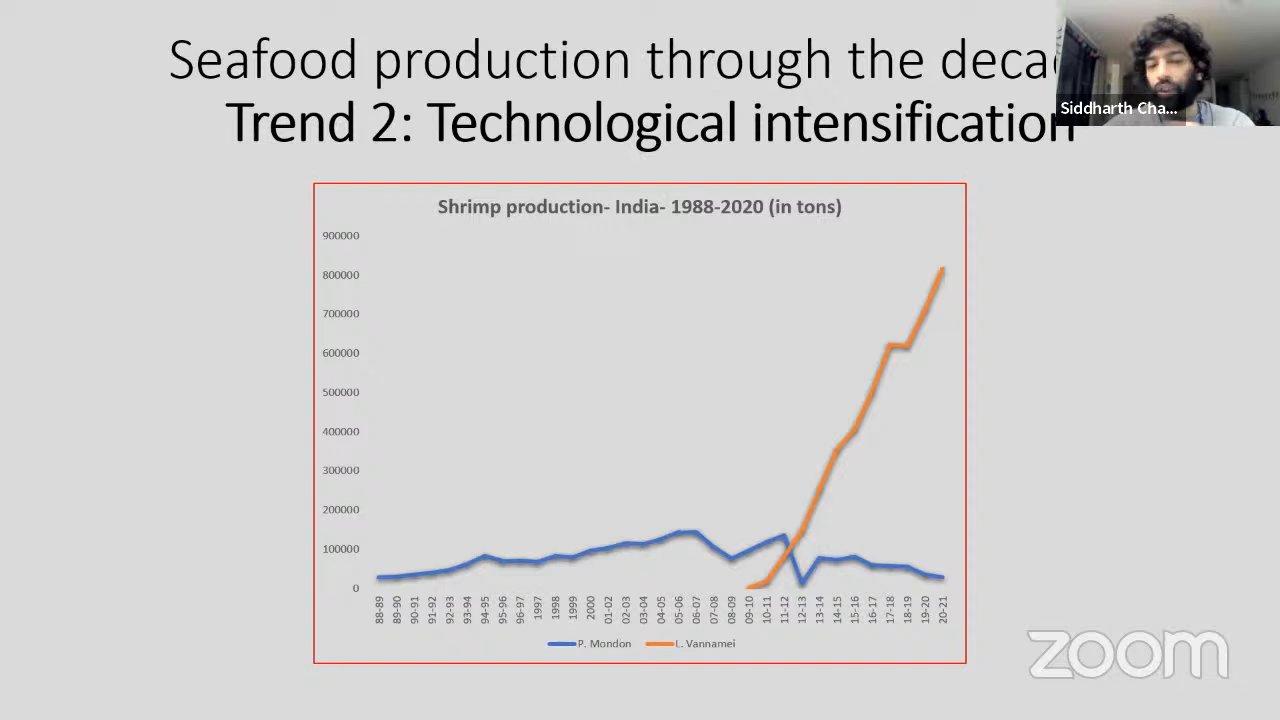 Seafood production through the
Trend 2: Technological intensification
Siddharth Cha...
Shrimp production- India- 1988-2020 (in tons)
900000
800000
700000
600000
500000
400000
300000
200000
100000
0
88-89 89-90 90-91 91-92 92-93 93-94 94-95 95-96 96-97 1997 1998 1999 2000 01-02 02-03 03-04 04-05 05-06 06-07 07-08 08-09 09-10 10-11 11-12 12-13 13-14 14-15 15-16 16-17 17-18 18-19 19-20 20-21
P. Mondon L. Vannamei
zoom